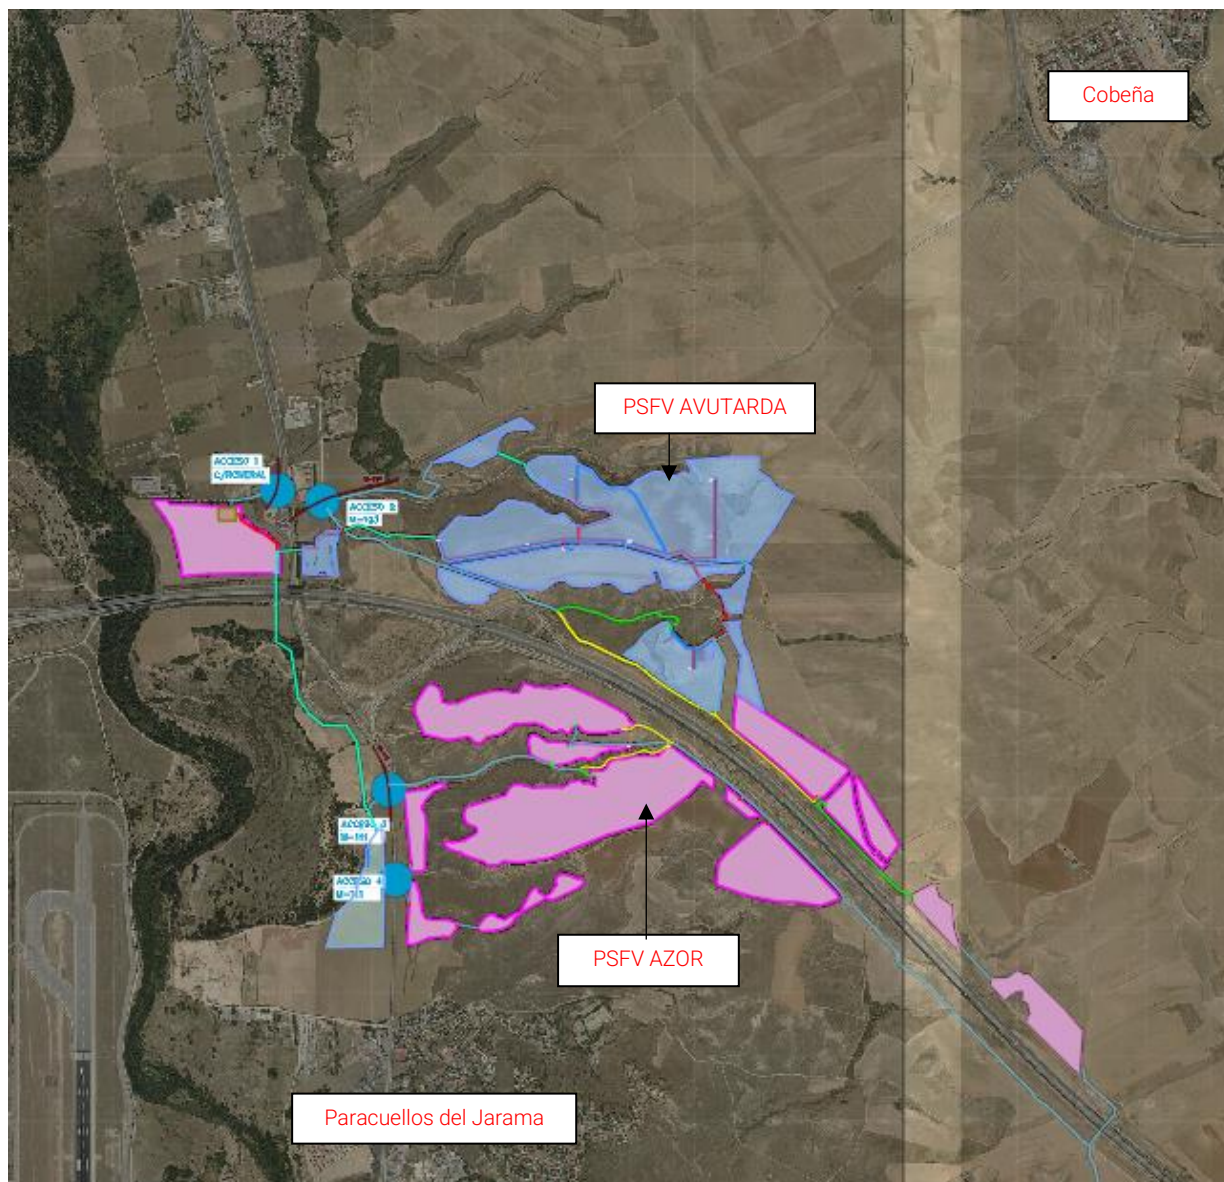 Cobeña
PSFV AVUTARDA
ACCESO 1
ACCESO 2
ACCESO 3
ACCESO 4
PSFV AZOR
Paracuellos del Jarama